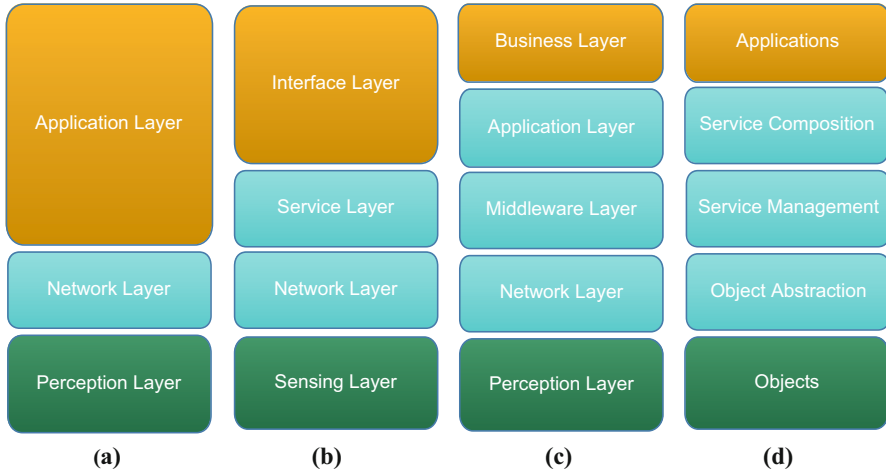 Application Layer
Network Layer
Perception Layer
(a)
Interface Layer
Service Layer
Network Layer
Sensing Layer
(b)
Business Layer
Application Layer
Middleware Layer
Network Layer
Perception Layer
(c)
Applications
Service Composition
Service Management
Object Abstraction
Objects
(d)